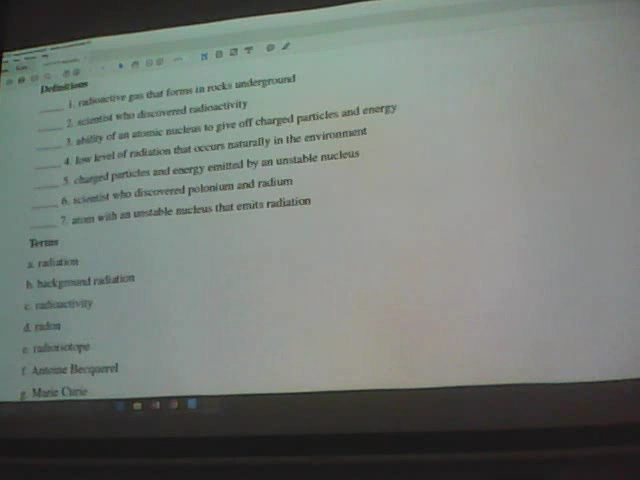 Definitions
_____ 1. radioactive gas that forms in rocks underground
_____ 2. scientist who discovered radioactivity
_____ 3. ability of an atomic nucleus to give off charged particles and energy
_____ 4. low level of radiation that occurs naturally in the environment
_____ 5. charged particles and energy emitted by an unstable nucleus
_____ 6. scientist who discovered polonium and radium
_____ 7. atom with an unstable nucleus that emits radiation
Terms
a. radiation
b. background radiation
c. radioactivity
d. radon
e. radioisotope
f. Antoine Becquerel
g. Marie Curie